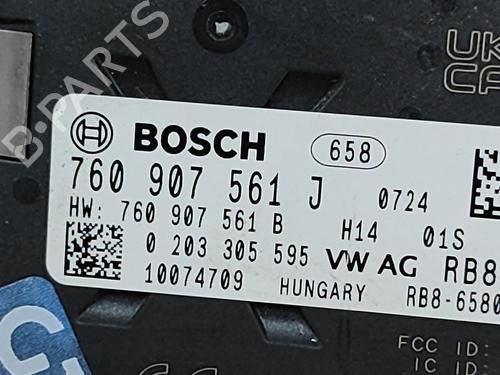 UK
CA
BOSCH 658
760 907 561 J 0724
HW: 760 907 561 B H14 01S
0 203 305 595 VW AG RB8
10074709 HUNGARY RB8-6580
FCC ID:
IC ID:
B-PARTS